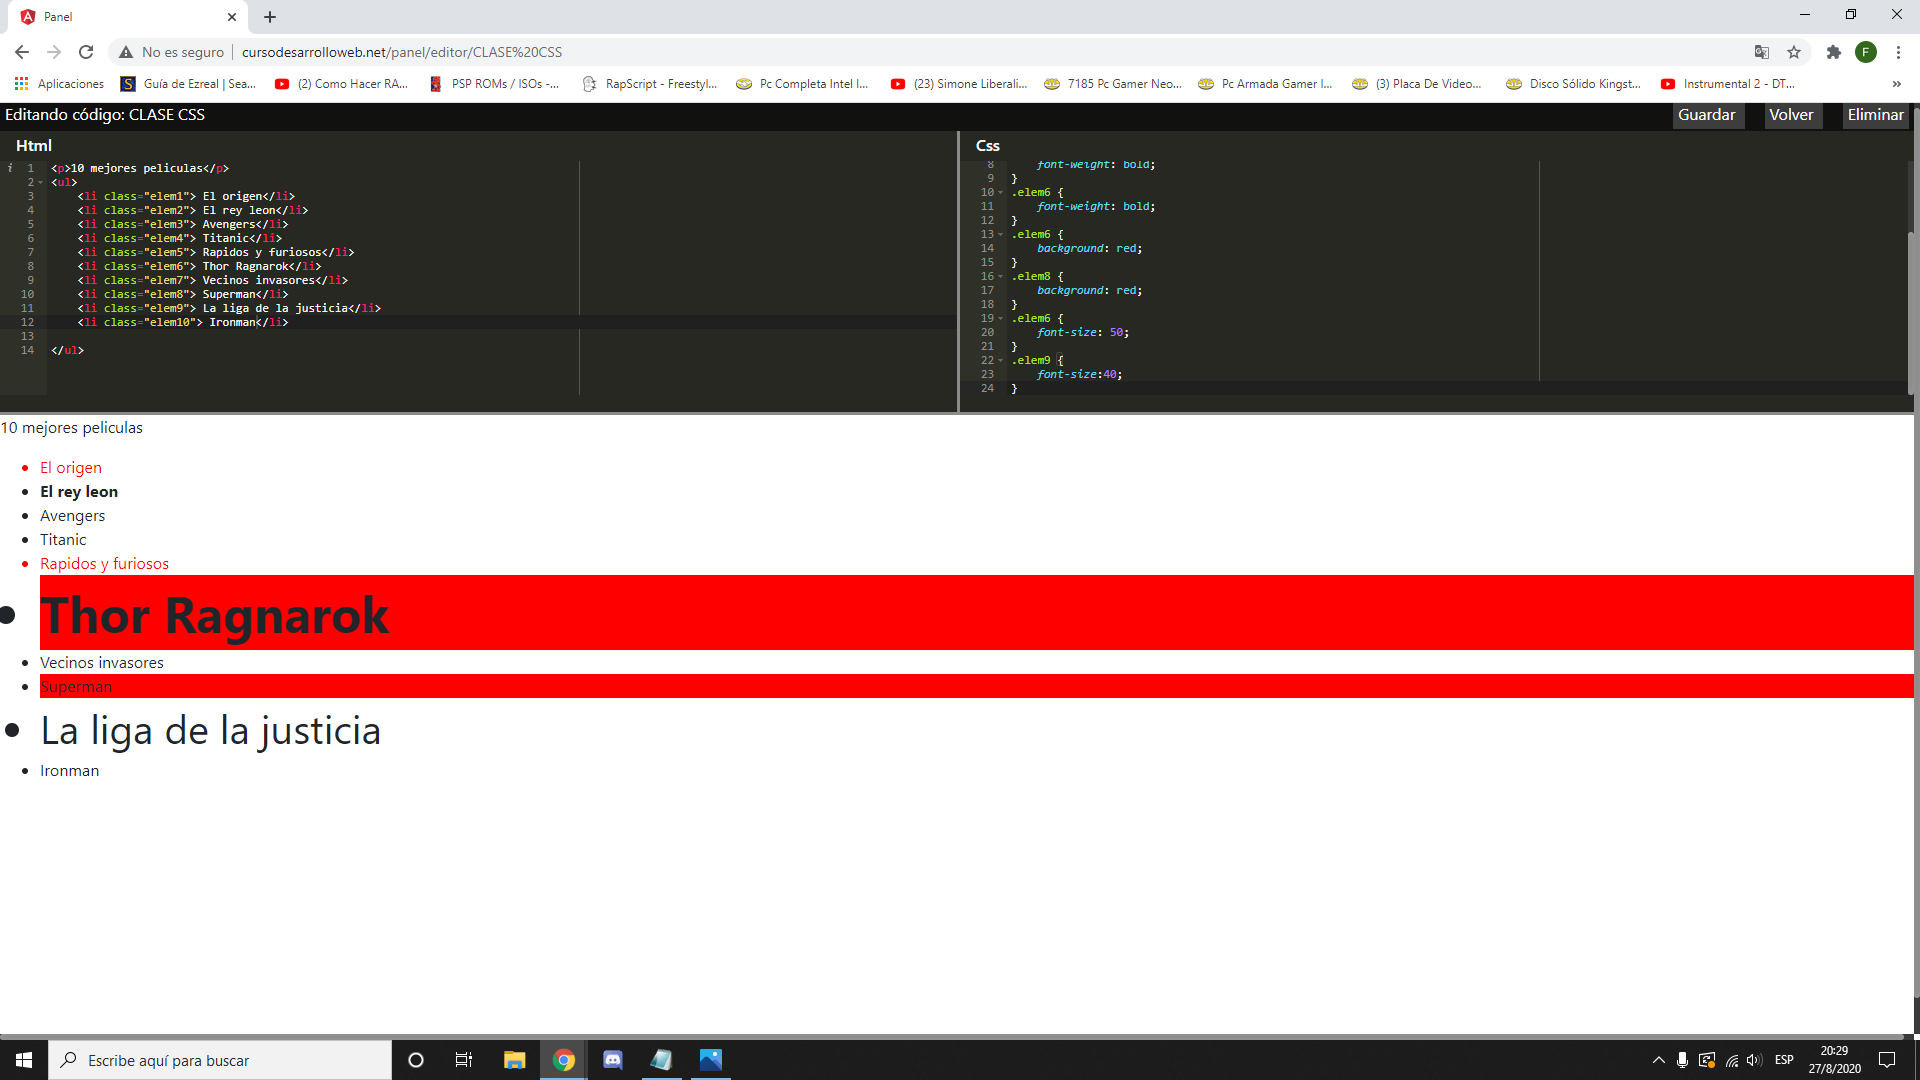 Panel
No es seguro
cursodesarrolloweb.net/panel/editor/CLASE%20CSS
F
Aplicaciones
Guía de Ezreal | Sea...
(2) Como Hacer RA...
PSP ROMs / ISOs -...
RapScript - Freestyl...
Pc Completa Intel I...
(23) Simone Liberali...
7185 Pc Gamer Neo...
Pc Armada Gamer I...
(3) Placa De Video...
Disco Sólido Kingst...
Instrumental 2 - DT...
»
Editando código: CLASE CSS
Guardar
Volver
Eliminar
Html
i 1 <p>10 mejores peliculas</p>
2 <ul>
3 <li class="elem1"> El origen</li>
4 <li class="elem2"> El rey leon</li>
5 <li class="elem3"> Avengers</li>
6 <li class="elem4"> Titanic</li>
7 <li class="elem5"> Rapidos y furiosos</li>
8 <li class="elem6"> Thor Ragnarok</li>
9 <li class="elem7"> Vecinos invasores</li>
10 <li class="elem8"> Superman</li>
11 <li class="elem9"> La liga de la justicia</li>
12 <li class="elem10"> Ironman</li>
13
14 </ul>
Css
8 font-weight: bold;
9 }
10 .elem6 {
11 font-weight: bold;
12 }
13 .elem6 {
14 background: red;
15 }
16 .elem8 {
17 background: red;
18 }
19 .elem6 {
20 font-size: 50;
21 }
22 .elem9 {
23 font-size:40;
24 }
10 mejores peliculas
El origen
El rey leon
Avengers
Titanic
Rapidos y furiosos
Thor Ragnarok
Vecinos invasores
Superman
La liga de la justicia
Ironman
Escribe aquí para buscar
ESP
20:29
27/8/2020